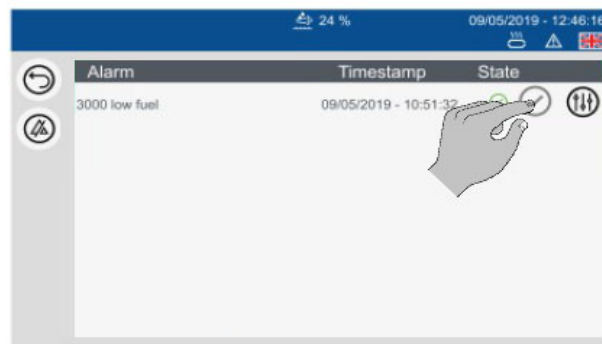 24 %
09/05/2019 - 12:46:16
Alarm Timestamp State
3000 low fuel 09/05/2019 - 10:51:32